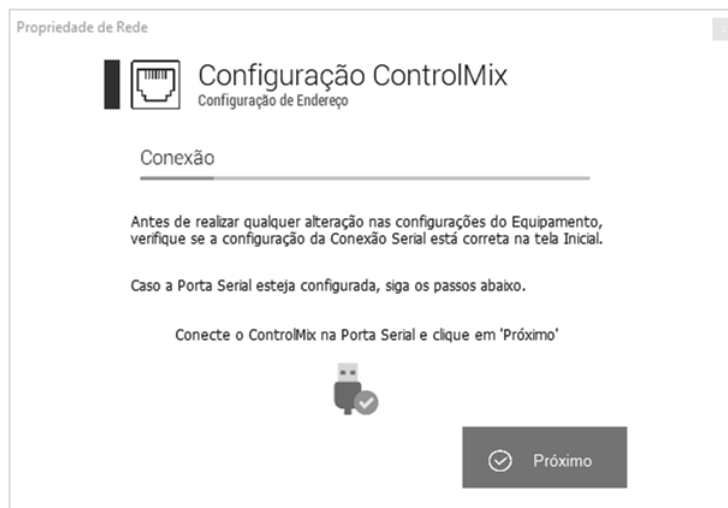 Propriedade de Rede
Configuração ControlMix
Configuração de Endereço
Conexão
Antes de realizar qualquer alteração nas configurações do Equipamento,
verifique se a configuração da Conexão Serial está correta na tela Inicial.
Caso a Porta Serial esteja configurada, siga os passos abaixo.
Conecte o ControlMix na Porta Serial e clique em 'Próximo'
Próximo